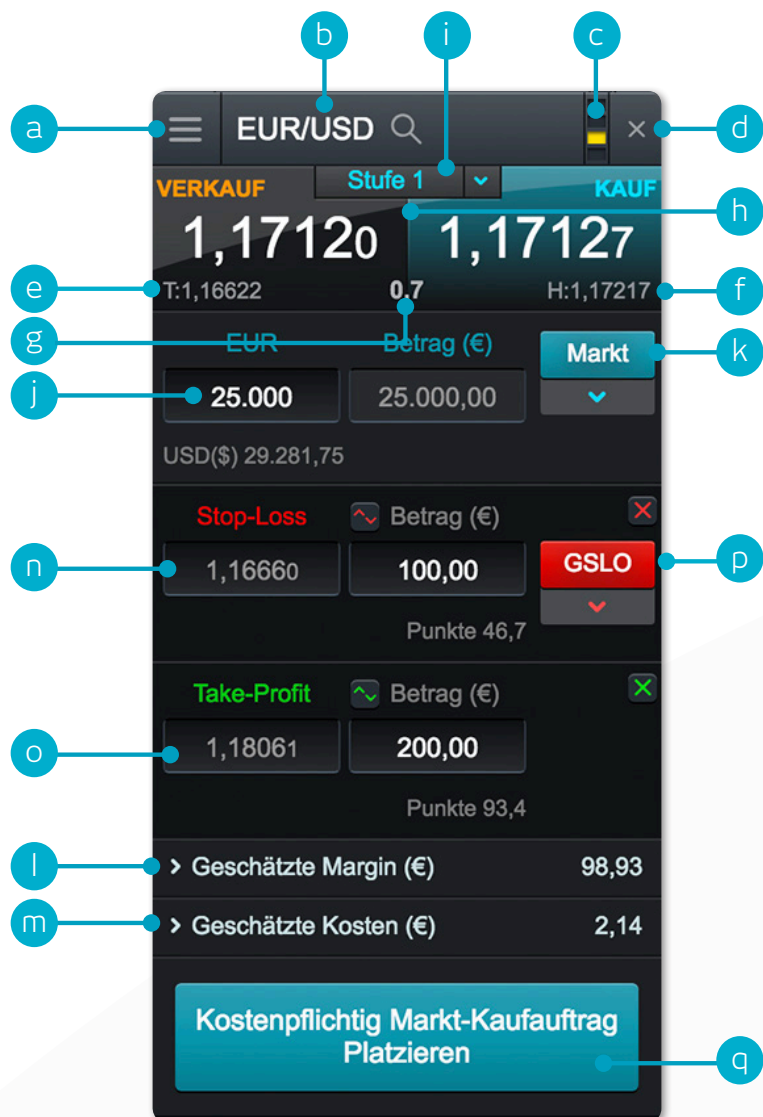 b i c
a EUR/USD d
VERKAUF Stufe 1 KAUF
h
1,17120 1,17127
e T:1,16622 0.7 H:1,17217 f
g EUR Betrag (€) Markt k
j 25.000 25.000,00
USD($) 29.281,75
Stop-Loss Betrag (€)
n 1,16660 100,00 GSLO p
Punkte 46,7
Take-Profit Betrag (€)
o 1,18061 200,00
Punkte 93,4
l Geschätzte Margin (€) 98,93
m Geschätzte Kosten (€) 2,14
Kostenpflichtig Markt-Kaufauftrag
Platzieren
q